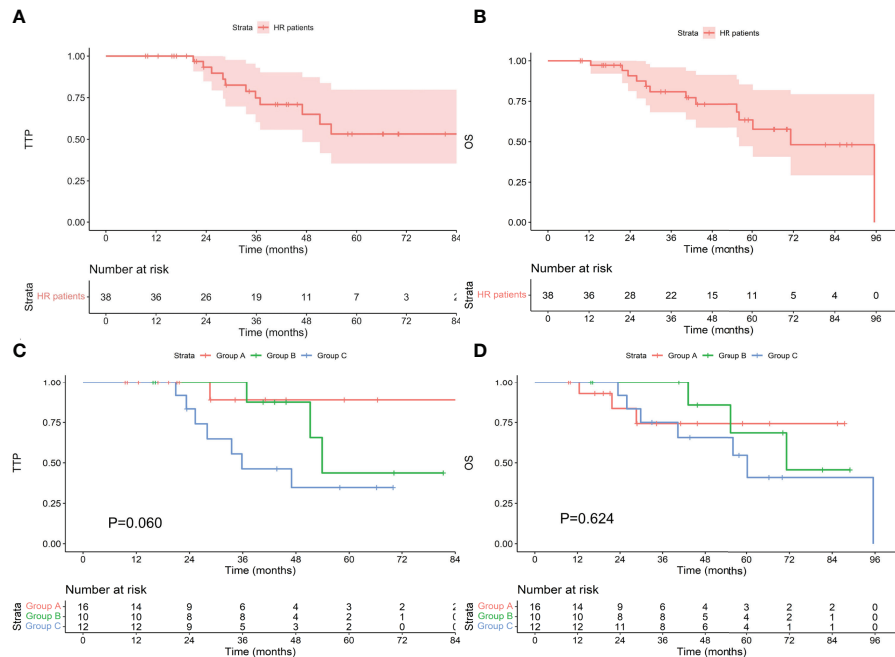 A
Strata HR patients
TTP
1.00
0.75
0.50
0.25
0.00
0 12 24 36 48 60 72 84
Time (months)
Number at risk
Strata
HR patients 38 36 26 19 11 7 3 2
0 12 24 36 48 60 72 84
Time (months)
B
Strata HR patients
OS
1.00
0.75
0.50
0.25
0.00
0 12 24 36 48 60 72 84 96
Time (months)
Number at risk
Strata
HR patients 38 36 28 22 15 11 5 4 0
0 12 24 36 48 60 72 84 96
Time (months)
C
Strata Group A Group B Group C
TTP
1.00
0.75
0.50
0.25
0.00
P=0.060
0 12 24 36 48 60 72 84
Time (months)
Number at risk
Strata
Group A 16 14 9 6 4 3 2 2
Group B 10 10 8 8 4 2 1 0
Group C 12 12 9 5 3 2 0
0 12 24 36 48 60 72 84
Time (months)
D
Strata Group A Group B Group C
OS
1.00
0.75
0.50
0.25
0.00
P=0.624
0 12 24 36 48 60 72 84 96
Time (months)
Number at risk
Strata
Group A 16 14 9 6 4 3 2 2 0
Group B 10 10 8 8 5 4 2 1 0
Group C 12 12 11 8 6 4 1 1 0
0 12 24 36 48 60 72 84 96
Time (months)